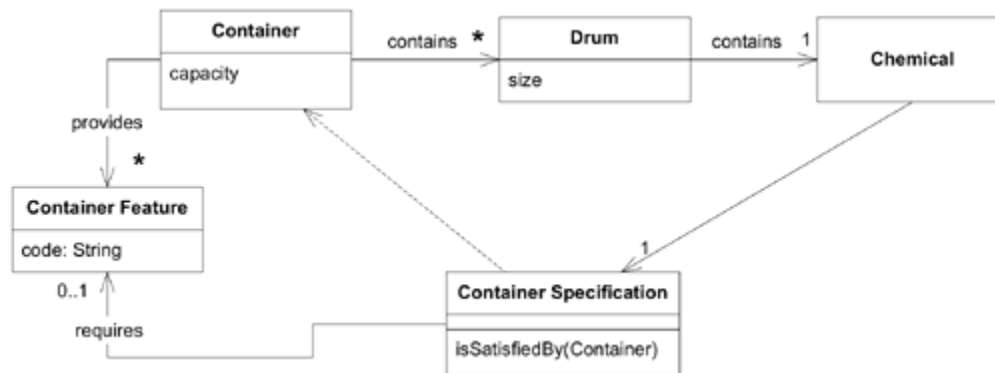 Container
capacity
contains *
Drum
size
contains 1
Chemical
provides
*
Container Feature
code: String
0..1
requires
1
Container Specification
isSatisfiedBy(Container)